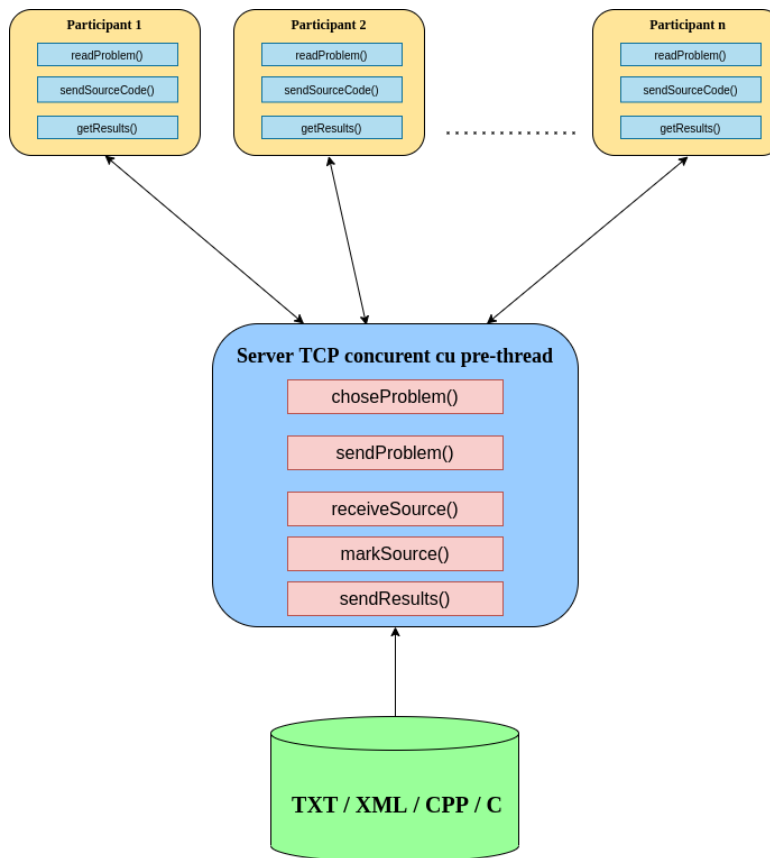 Participant 1
readProblem()
sendSourceCode()
getResults()
Participant 2
readProblem()
sendSourceCode()
getResults()
Participant n
readProblem()
sendSourceCode()
getResults()
Server TCP concurent cu pre-thread
choseProblem()
sendProblem()
receiveSource()
markSource()
sendResults()
TXT / XML / CPP / C